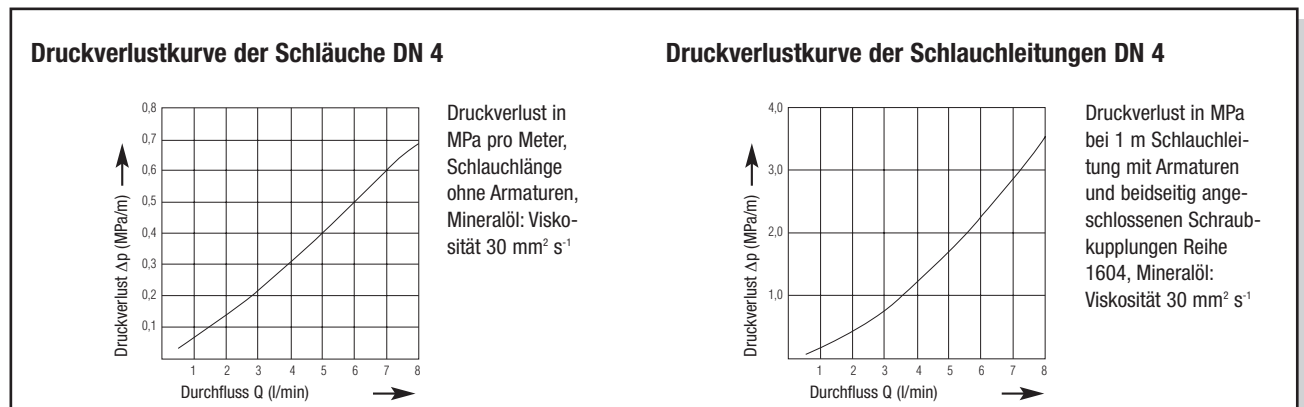 Druckverlustkurve der Schläuche DN 4
0,8
0,7
0,6
0,5
0,4
0,3
0,2
0,1
Druckverlust Δp (MPa/m)
1 2 3 4 5 6 7 8
Durchfluss Q (l/min)
Druckverlust in
MPa pro Meter,
Schlauchlänge
ohne Armaturen,
Mineralöl: Visko-
sität 30 mm² s⁻¹
Druckverlustkurve der Schlauchleitungen DN 4
4,0
3,0
2,0
1,0
Druckverlust Δp (MPa/m)
1 2 3 4 5 6 7 8
Durchfluss Q (l/min)
Druckverlust in MPa
bei 1 m Schlauchlei-
tung mit Armaturen
und beidseitig ange-
schlossenen Schraub-
kupplungen Reihe
1604, Mineralöl:
Viskosität 30 mm² s⁻¹